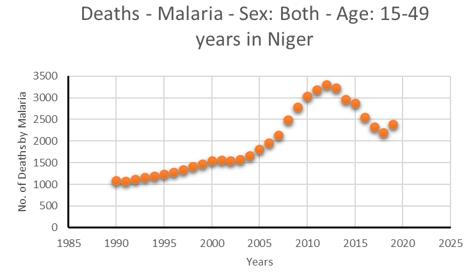 Deaths - Malaria - Sex: Both - Age: 15-49
years in Niger
3500
3000
2500
2000
1500
1000
500
0
No. of Deaths by Malaria
1985 1990 1995 2000 2005 2010 2015 2020 2025
Years